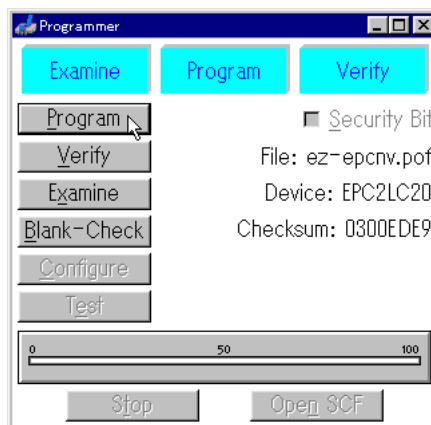 Programmer
Examine Program Verify
Program
Security Bit
Verify
File: ez-epcnv.pof
Examine
Device: EPC2LC20
Blank-Check
Checksum: 0300EDE9
Configure
Test
0 50 100
Stop Open SCF